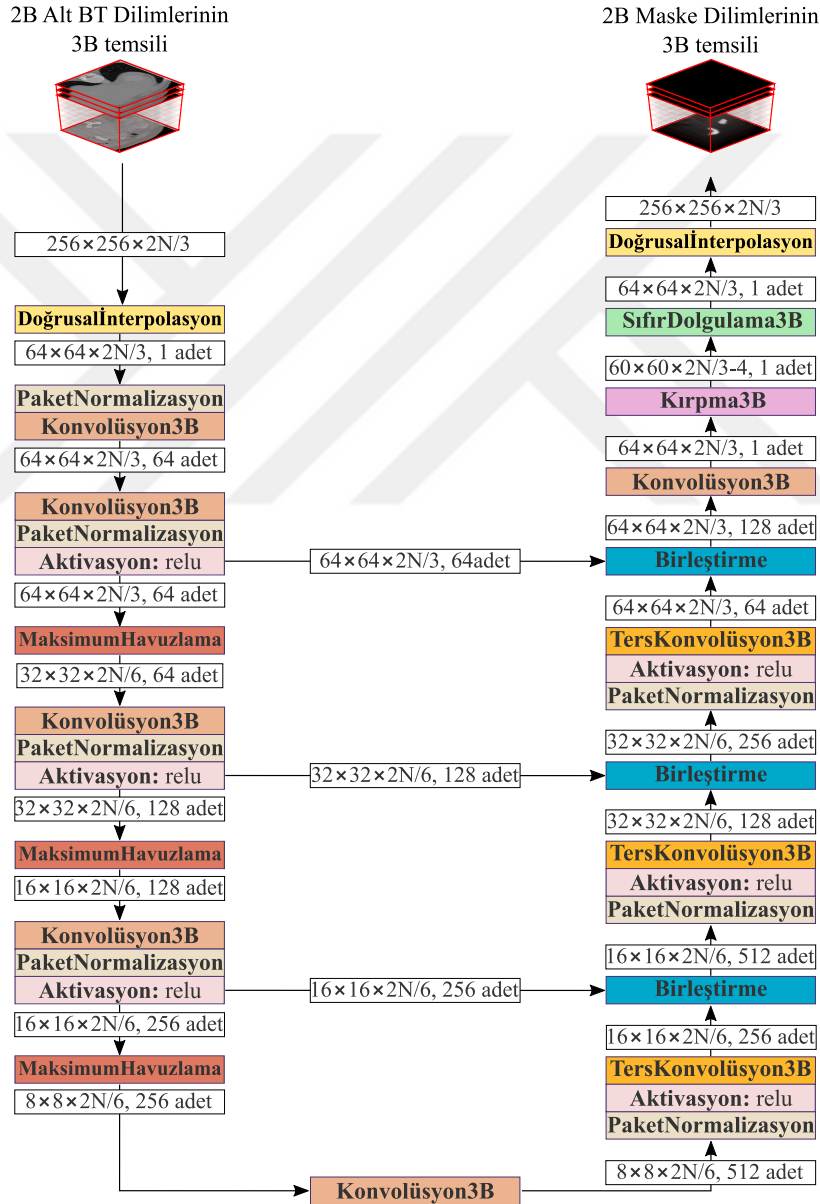 2B Alt BT Dilimlerinin
3B temsili
256×256×2N/3
Doğrusalİnterpolasyon
64×64×2N/3, 1 adet
PaketNormalizasyon
Konvolüsyon3B
64×64×2N/3, 64 adet
Konvolüsyon3B
PaketNormalizasyon
Aktivasyon: relu
64×64×2N/3, 64 adet
MaksimumHavuzlama
32×32×2N/6, 64 adet
Konvolüsyon3B
PaketNormalizasyon
Aktivasyon: relu
32×32×2N/6, 128 adet
MaksimumHavuzlama
16×16×2N/6, 128 adet
Konvolüsyon3B
PaketNormalizasyon
Aktivasyon: relu
16×16×2N/6, 256 adet
MaksimumHavuzlama
8×8×2N/6, 256 adet
64×64×2N/3, 64adet
32×32×2N/6, 128 adet
16×16×2N/6, 256 adet
Konvolüsyon3B
2B Maske Dilimlerinin
3B temsili
256×256×2N/3
Doğrusalİnterpolasyon
64×64×2N/3, 1 adet
SıfırDolgulama3B
60×60×2N/3-4, 1 adet
Kırpma3B
64×64×2N/3, 1 adet
Konvolüsyon3B
64×64×2N/3, 128 adet
Birleştirme
64×64×2N/3, 64 adet
TersKonvolüsyon3B
Aktivasyon: relu
PaketNormalizasyon
32×32×2N/6, 256 adet
Birleştirme
32×32×2N/6, 128 adet
TersKonvolüsyon3B
Aktivasyon: relu
PaketNormalizasyon
16×16×2N/6, 512 adet
Birleştirme
16×16×2N/6, 256 adet
TersKonvolüsyon3B
Aktivasyon: relu
PaketNormalizasyon
8×8×2N/6, 512 adet